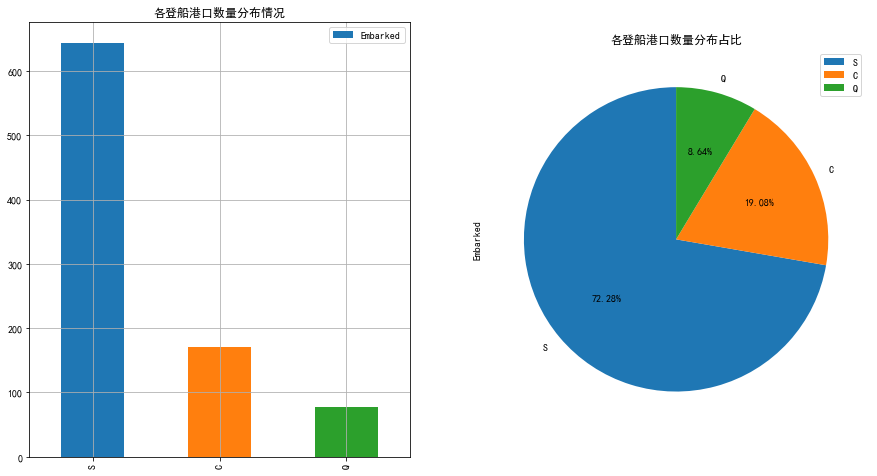 各登船港口数量分布情况
Embarked
600
500
400
300
200
100
0
S
C
Q
各登船港口数量分布占比
S
C
Q
Q
8.64%
C
19.08%
Embarked
72.28%
S